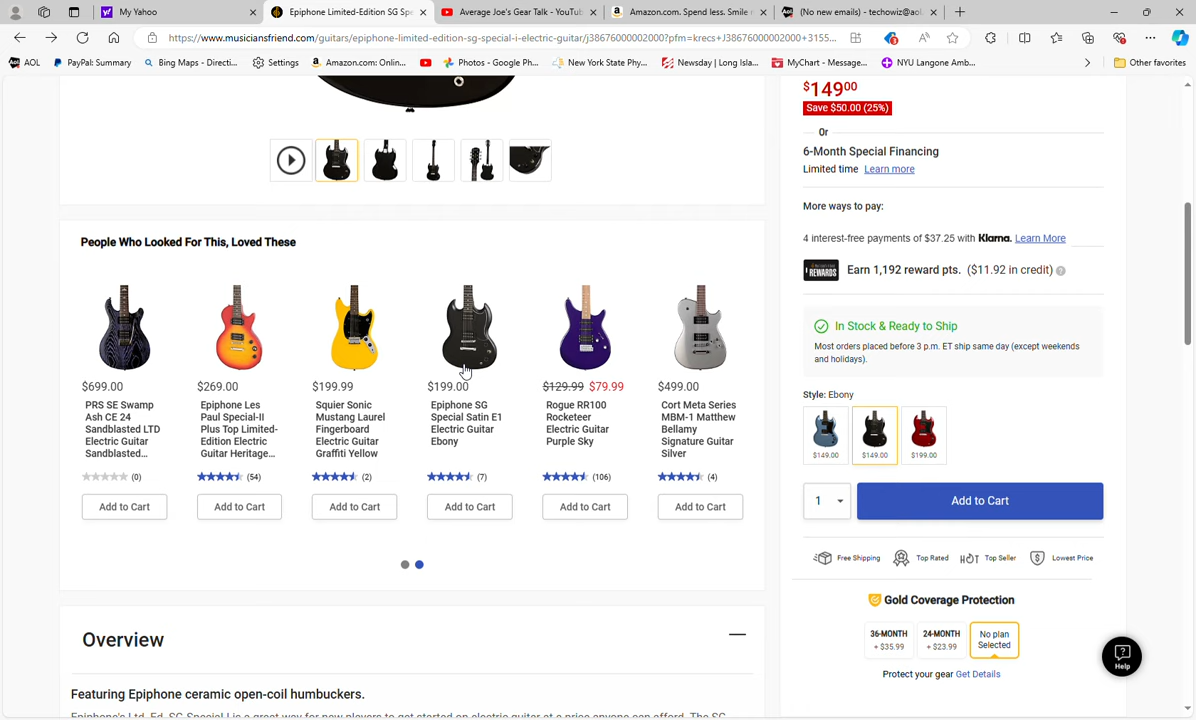 My Yahoo
Epiphone Limited-Edition SG Spe
Average Joe's Gear Talk - YouTub
Amazon.com. Spend less. Smile m
(No new emails) - techowiz@aol
https://www.musiciansfriend.com/guitars/epiphone-limited-edition-sg-special-i-electric-guitar/j38676000002000?pfm=krecs+J38676000002000+3155...
AOL
PayPal: Summary
Bing Maps - Directi...
Settings
Amazon.com: Onlin...
Photos - Google Ph...
New York State Phy...
Newsday | Long Isla...
MyChart - Message...
NYU Langone Amb...
Other favorites
$149.00
Save $50.00 (25%)
Or
6-Month Special Financing
Limited time Learn more
More ways to pay:
4 interest-free payments of $37.25 with Klarna. Learn More
REWARDS
Earn 1,192 reward pts. ($11.92 in credit) ?
In Stock & Ready to Ship
Most orders placed before 3 p.m. ET ship same day (except weekends
and holidays).
Style: Ebony
$149.00 $149.00 $199.00
1
Add to Cart
Free Shipping
Top Rated
HOT Top Seller
$ Lowest Price
Gold Coverage Protection
36-MONTH
+ $35.99
24-MONTH
+ $23.99
No plan
Selected
Protect your gear Get Details
Help
People Who Looked For This, Loved These
$699.00
PRS SE Swamp
Ash CE 24
Sandblasted LTD
Electric Guitar
Sandblasted...
(0)
Add to Cart
$269.00
Epiphone Les
Paul Special-II
Plus Top Limited-
Edition Electric
Guitar Heritage...
(54)
Add to Cart
$199.99
Squier Sonic
Mustang Laurel
Fingerboard
Electric Guitar
Graffiti Yellow
(2)
Add to Cart
$199.00
Epiphone SG
Special Satin E1
Electric Guitar
Ebony
(7)
Add to Cart
$129.99 $79.99
Rogue RR100
Rocketeer
Electric Guitar
Purple Sky
(106)
Add to Cart
$499.00
Cort Meta Series
MBM-1 Matthew
Bellamy
Signature Guitar
Silver
(4)
Add to Cart
Overview
Featuring Epiphone ceramic open-coil humbuckers.
Epiphone's Ltd. Ed. SG Special I is a great way for new players to get started on electric guitar at a price anyone can afford. The SG